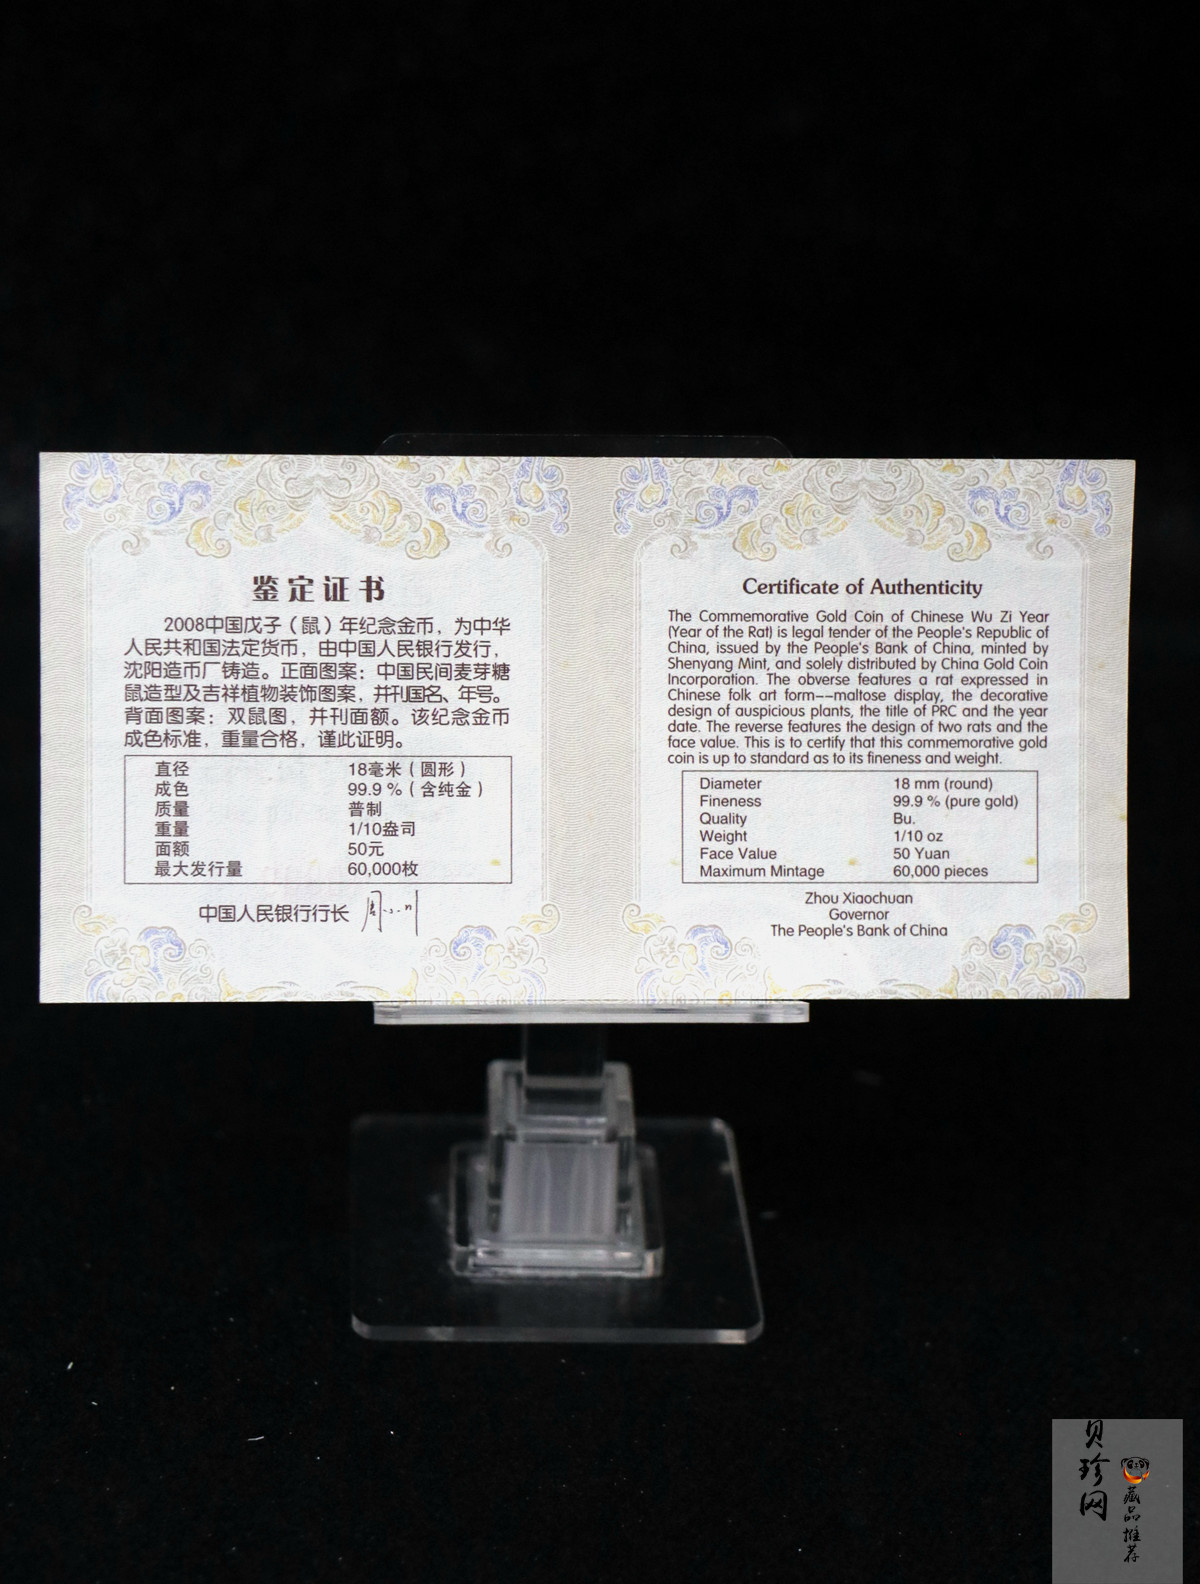 鉴定证书
2008中国戊子（鼠）年纪念金币，为中华
人民共和国法定货币，由中国人民银行发行，
沈阳造币厂铸造。正面图案：中国民间麦芽糖
鼠造型及吉祥植物装饰图案，并刊国名、年号。
背面图案：双鼠图，并刊面额。该纪念金币
成色标准，重量合格，谨此证明。
直径 18毫米（圆形）
成色 99.9 %（含纯金）
质量 普制
重量 1/10盎司
面额 50元
最大发行量 60,000枚
中国人民银行行长
Certificate of Authenticity
The Commemorative Gold Coin of Chinese Wu Zi Year
(Year of the Rat) is legal tender of the People's Republic of
China, issued by the People's Bank of China, minted by
Shenyang Mint, and solely distributed by China Gold Coin
Incorporation. The obverse features a rat expressed in
Chinese folk art form––maltose display, the decorative
design of auspicious plants, the title of PRC and the year
date. The reverse features the design of two rats and the
face value. This is to certify that this commemorative gold
coin is up to standard as to its fineness and weight.
Diameter 18 mm (round)
Fineness 99.9 % (pure gold)
Quality Bu.
Weight 1/10 oz
Face Value 50 Yuan
Maximum Mintage 60,000 pieces
Zhou Xiaochuan
Governor
The People's Bank of China
贝珍网
藏品推荐